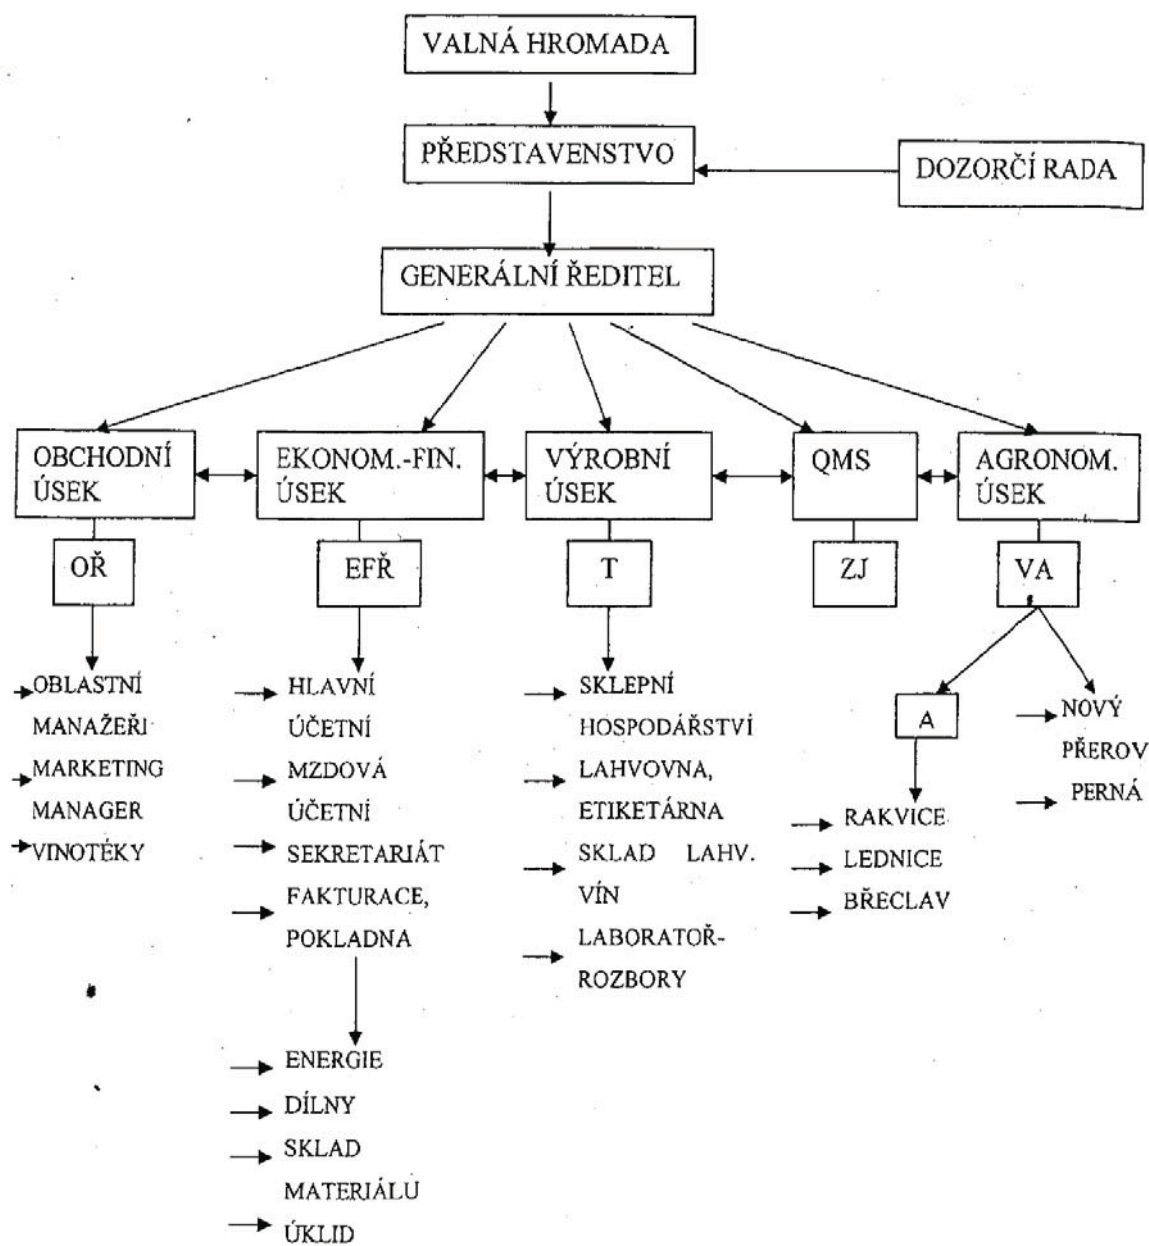 VALNÁ HROMADA
PŘEDSTAVENSTVO
DOZORČÍ RADA
GENERÁLNÍ ŘEDITEL
OBCHODNÍ
ÚSEK
EKONOM.-FIN.
ÚSEK
VÝROBNÍ
ÚSEK
QMS
AGRONOM.
ÚSEK
OŘ
EFŘ
T
ZJ
VA
OBLASTNÍ
MANAŽEŘI
MARKETING
MANAGER
VINOTÉKY
HLAVNÍ
ÚČETNÍ
MZDOVÁ
ÚČETNÍ
SEKRETARIÁT
FAKTURACE,
POKLADNA
ENERGIE
DÍLNY
SKLAD
MATERIÁLU
ÚKLID
SKLEPNÍ
HOSPODÁŘSTVÍ
LAHVOVNA,
ETIKETÁRNA
SKLAD LAHV.
VÍN
LABORATOŘ-
ROZBORY
A
RAKVICE
LEDNICE
BŘECLAV
NOVÝ
PŘEROV
PERNÁ